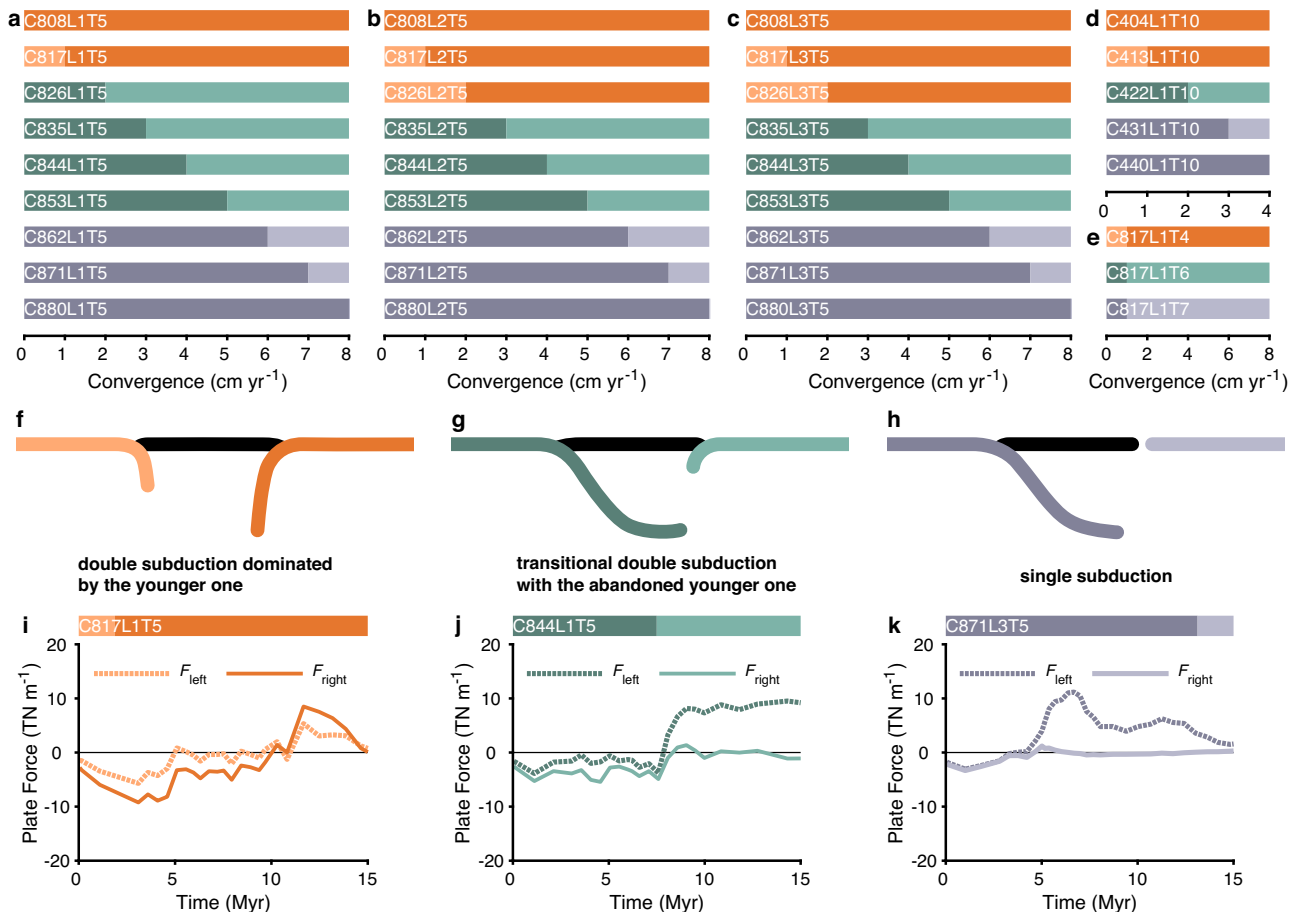 a
C808L1T5
C817L1T5
C826L1T5
C835L1T5
C844L1T5
C853L1T5
C862L1T5
C871L1T5
C880L1T5
0 1 2 3 4 5 6 7 8
Convergence (cm yr-1)
b
C808L2T5
C817L2T5
C826L2T5
C835L2T5
C844L2T5
C853L2T5
C862L2T5
C871L2T5
C880L2T5
0 1 2 3 4 5 6 7 8
Convergence (cm yr-1)
c
C808L3T5
C817L3T5
C826L3T5
C835L3T5
C844L3T5
C853L3T5
C862L3T5
C871L3T5
C880L3T5
0 1 2 3 4 5 6 7 8
Convergence (cm yr-1)
d
C404L1T10
C413L1T10
C422L1T10
C431L1T10
C440L1T10
0 1 2 3 4
e
C817L1T4
C817L1T6
C817L1T7
0 2 4 6 8
Convergence (cm yr-1)
f
double subduction dominated
by the younger one
g
transitional double subduction
with the abandoned younger one
h
single subduction
i
C817L1T5
20
10
0
-10
-20
Plate Force (TN m-1)
Fleft Fright
0 5 10 15
Time (Myr)
j
C844L1T5
20
10
0
-10
-20
Plate Force (TN m-1)
Fleft Fright
0 5 10 15
Time (Myr)
k
C871L3T5
20
10
0
-10
-20
Plate Force (TN m-1)
Fleft Fright
0 5 10 15
Time (Myr)